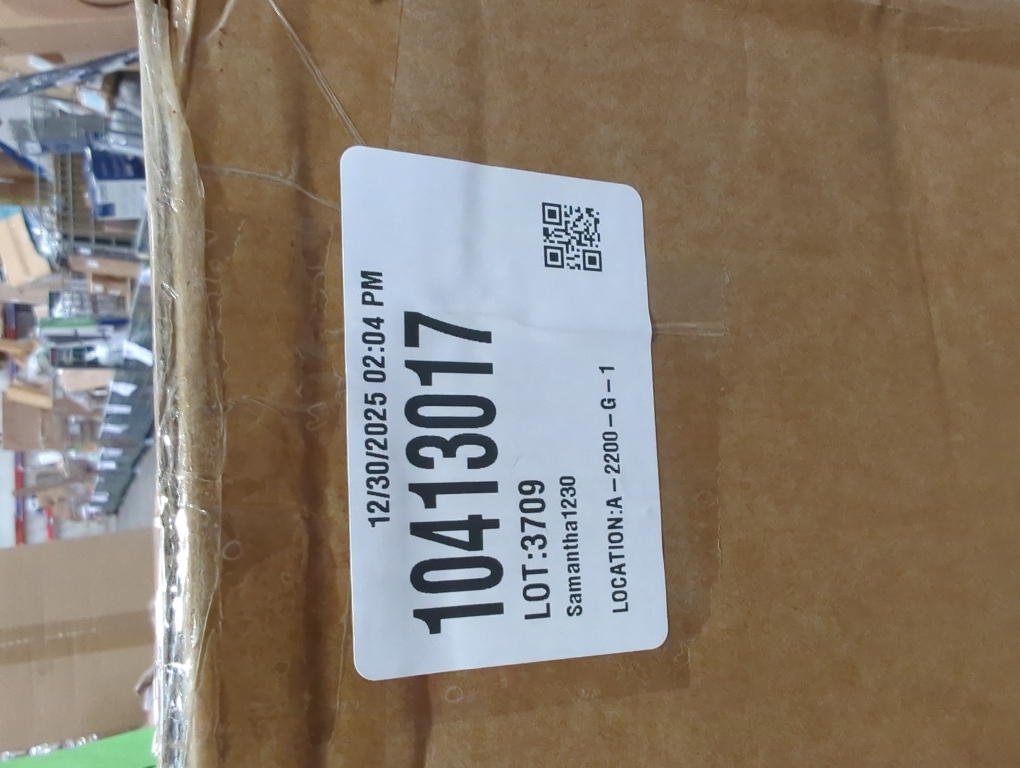 12/30/2025 02:04 PM
10413017
LOT:3709
Samantha1230
LOCATION:A-2200-G-1